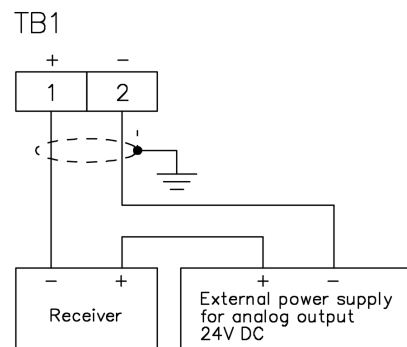 TB1
+ −
1 2
− + + −
Receiver
External power supply
for analog output
24V DC